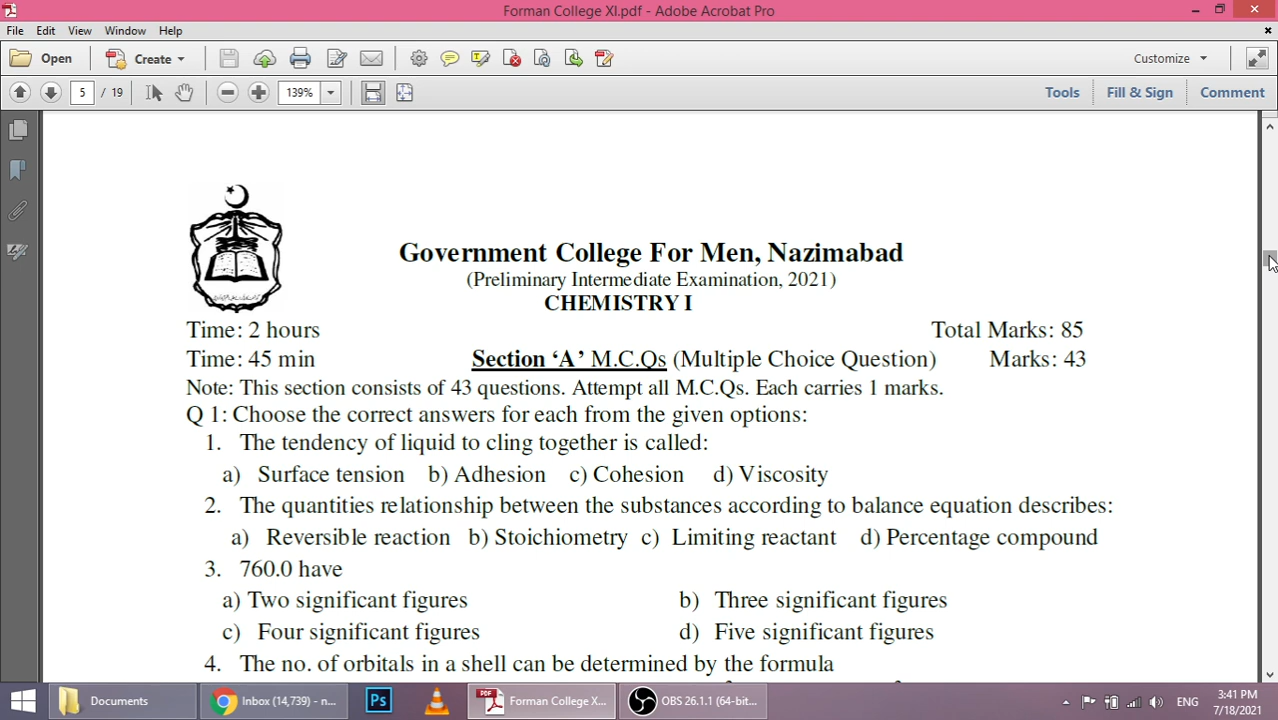 Forman College XI.pdf - Adobe Acrobat Pro
File Edit View Window Help
Open Create Customize
5 / 19 139% Tools Fill & Sign Comment
Government College For Men, Nazimabad
(Preliminary Intermediate Examination, 2021)
CHEMISTRY I
Time: 2 hours Total Marks: 85
Time: 45 min Section ‘A’ M.C.Qs (Multiple Choice Question) Marks: 43
Note: This section consists of 43 questions. Attempt all M.C.Qs. Each carries 1 marks.
Q 1: Choose the correct answers for each from the given options:
1. The tendency of liquid to cling together is called:
a) Surface tension b) Adhesion c) Cohesion d) Viscosity
2. The quantities relationship between the substances according to balance equation describes:
a) Reversible reaction b) Stoichiometry c) Limiting reactant d) Percentage compound
3. 760.0 have
a) Two significant figures b) Three significant figures
c) Four significant figures d) Five significant figures
4. The no. of orbitals in a shell can be determined by the formula
Documents Inbox (14,739) - n... Ps Forman College X... OBS 26.1.1 (64-bit... ENG 3:41 PM
7/18/2021